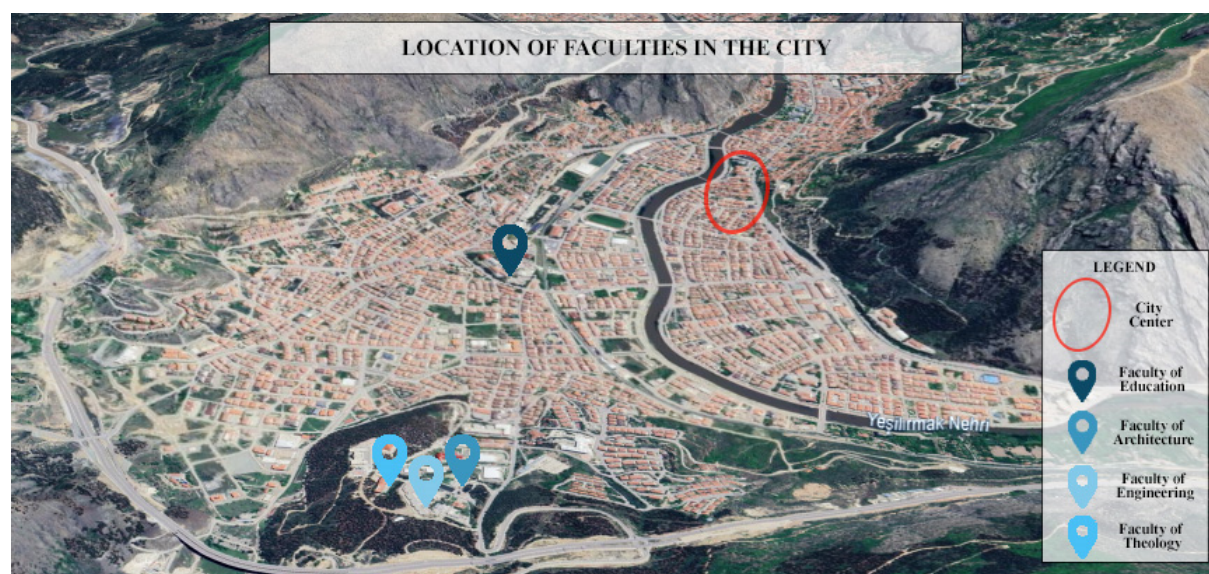 LOCATION OF FACULTIES IN THE CITY
Yeşilırmak Nehri
LEGEND
City
Center
Faculty of
Education
Faculty of
Architecture
Faculty of
Engineering
Faculty of
Theology